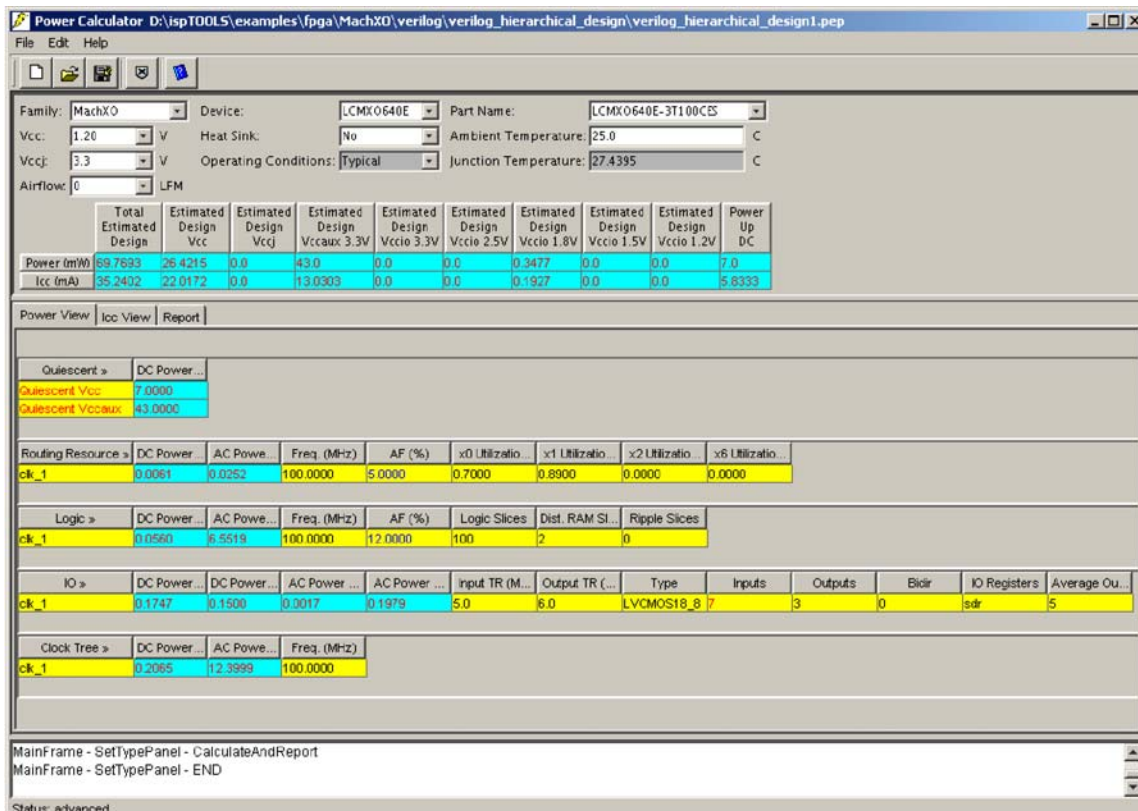 Power Calculator D:\ispTOOLS\examples\fpga\MachXO\verilog\verilog_hierarchical_design\verilog_hierarchical_design1.pep
File Edit Help
Family: MachXO Device: LCMXO640E Part Name: LCMXO640E-3T100CES
Vcc: 1.20 V Heat Sink: No Ambient Temperature: 25.0 C
Vccj: 3.3 V Operating Conditions: Typical Junction Temperature: 27.4395 C
Airflow: 0 LFM
Total Estimated Design Estimated Design Vcc Estimated Design Vccj Estimated Design Vccaux 3.3V Estimated Design Vccio 3.3V Estimated Design Vccio 2.5V Estimated Design Vccio 1.8V Estimated Design Vccio 1.5V Estimated Design Vccio 1.2V Power Up DC
Power (mW) 69.7693 26.4215 0.0 43.0 0.0 0.0 0.3477 0.0 0.0 7.0
Icc (mA) 35.2402 22.0172 0.0 13.0303 0.0 0.0 0.1927 0.0 0.0 5.8333
Power View Icc View Report
Quiescent » DC Power...
Quiescent Vcc 7.0000
Quiescent Vccaux 43.0000
Routing Resource » DC Power... AC Powe... Freq. (MHz) AF (%) x0 Utilizatio... x1 Utilizatio... x2 Utilizatio... x6 Utilizatio...
clk_1 0.0061 0.0252 100.0000 5.0000 0.7000 0.8900 0.0000 0.0000
Logic » DC Power... AC Powe... Freq. (MHz) AF (%) Logic Slices Dist. RAM Sl... Ripple Slices
clk_1 0.0560 6.5519 100.0000 12.0000 100 2 0
IO » DC Power... DC Power... AC Power ... AC Power ... Input TR (M... Output TR (... Type Inputs Outputs Bidir IO Registers Average Ou...
clk_1 0.1747 0.1500 0.0017 0.1979 5.0 6.0 LVCMOS18_8 7 3 0 sdr 5
Clock Tree » DC Power... AC Powe... Freq. (MHz)
clk_1 0.2065 12.3999 100.0000
MainFrame - SetTypePanel - CalculateAndReport
MainFrame - SetTypePanel - END
Status: advanced